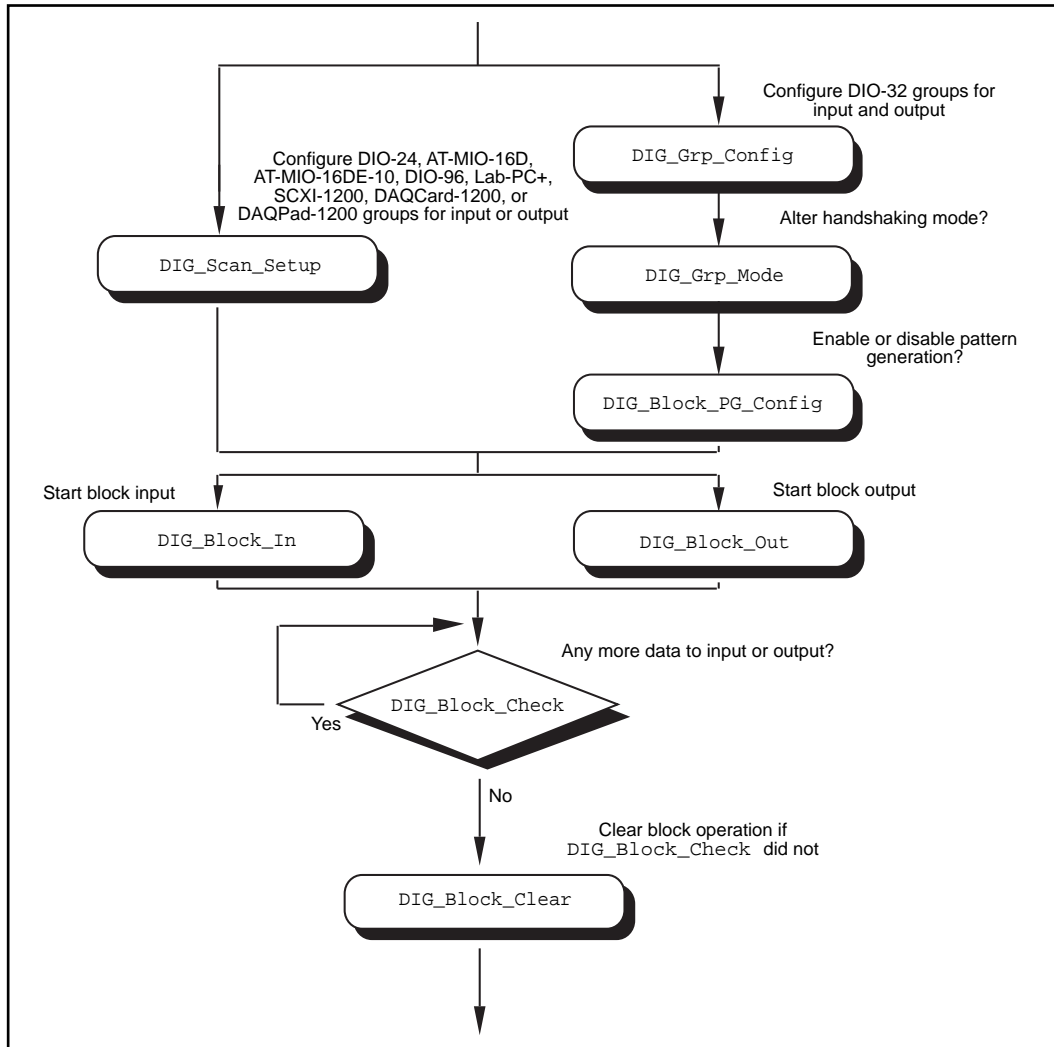 Configure DIO-32 groups for
input and output
DIG_Grp_Config
Configure DIO-24, AT-MIO-16D,
AT-MIO-16DE-10, DIO-96, Lab-PC+,
SCXI-1200, DAQCard-1200, or
DAQPad-1200 groups for input or output
DIG_Scan_Setup
Alter handshaking mode?
DIG_Grp_Mode
Enable or disable pattern
generation?
DIG_Block_PG_Config
Start block input
DIG_Block_In
Start block output
DIG_Block_Out
Any more data to input or output?
DIG_Block_Check
Yes
No
Clear block operation if
DIG_Block_Check did not
DIG_Block_Clear